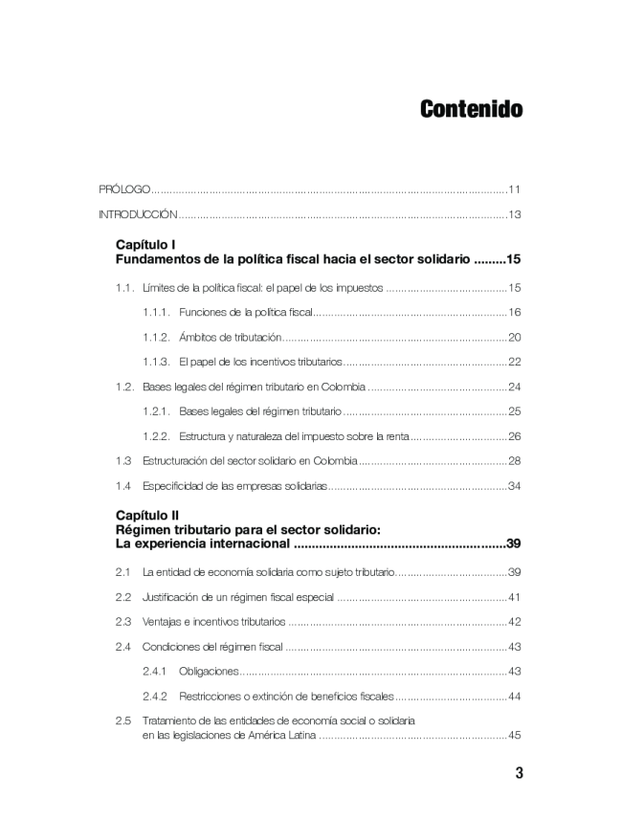 Contenido
PRÓLOGO.....................................................................................................................11
INTRODUCCIÓN............................................................................................................13
Capítulo I
Fundamentos de la política fiscal hacia el sector solidario .........15
1.1. Límites de la política fiscal: el papel de los impuestos ........................................15
1.1.1. Funciones de la política fiscal................................................................16
1.1.2. Ámbitos de tributación..........................................................................20
1.1.3. El papel de los incentivos tributarios......................................................22
1.2. Bases legales del régimen tributario en Colombia ..............................................24
1.2.1. Bases legales del régimen tributario ......................................................25
1.2.2. Estructura y naturaleza del impuesto sobre la renta................................26
1.3 Estructuración del sector solidario en Colombia.................................................28
1.4 Especificidad de las empresas solidarias...........................................................34
Capítulo II
Régimen tributario para el sector solidario:
La experiencia internacional ...........................................................39
2.1 La entidad de economía solidaria como sujeto tributario.....................................39
2.2 Justificación de un régimen fiscal especial ........................................................41
2.3 Ventajas e incentivos tributarios ........................................................................42
2.4 Condiciones del régimen fiscal .........................................................................43
2.4.1 Obligaciones........................................................................................43
2.4.2 Restricciones o extinción de beneficios fiscales.....................................44
2.5 Tratamiento de las entidades de economía social o solidaria
en las legislaciones de América Latina ..............................................................45
3